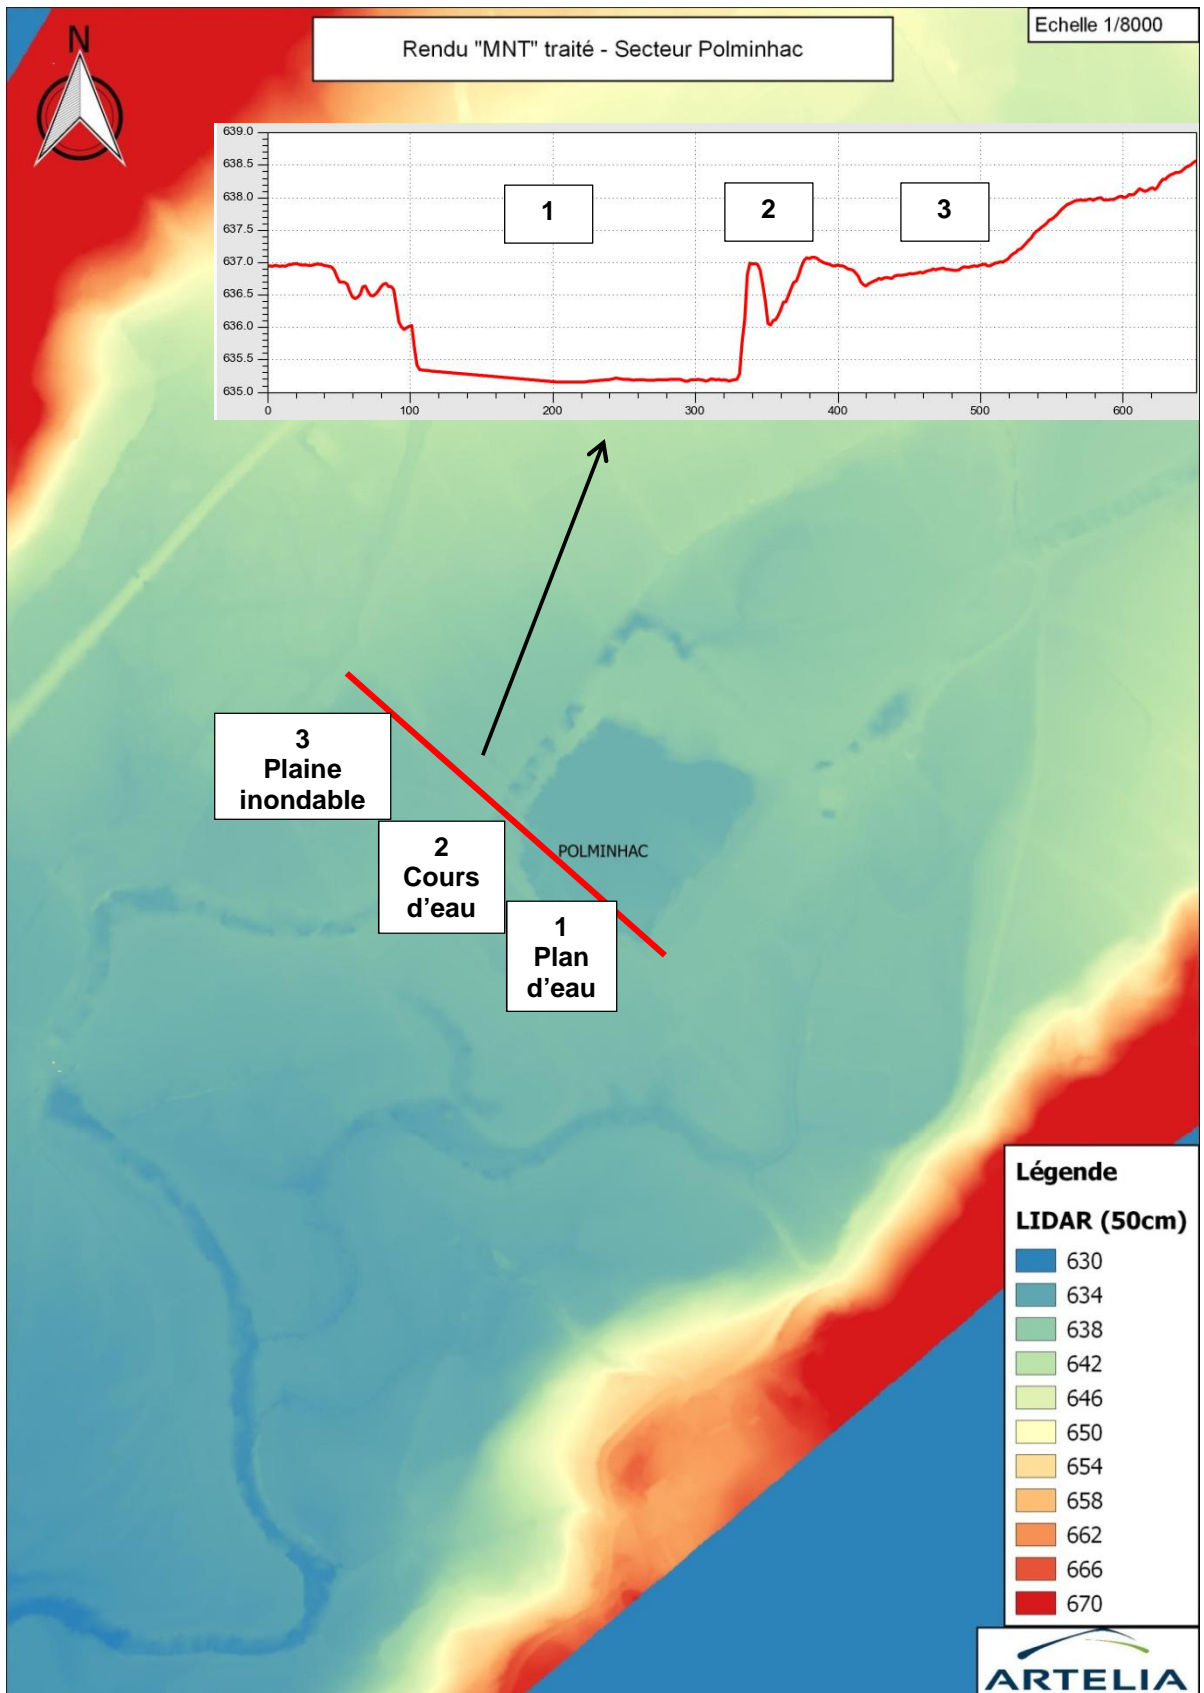 Echelle 1/8000
N
Rendu "MNT" traité - Secteur Polminhac
639.0
638.5
638.0
637.5
637.0
636.5
636.0
635.5
635.0
1
2
3
0 100 200 300 400 500 600
3
Plaine
inondable
2
Cours
d'eau
POLMINHAC
1
Plan
d'eau
Légende
LIDAR (50cm)
630
634
638
642
646
650
654
658
662
666
670
ARTELIA